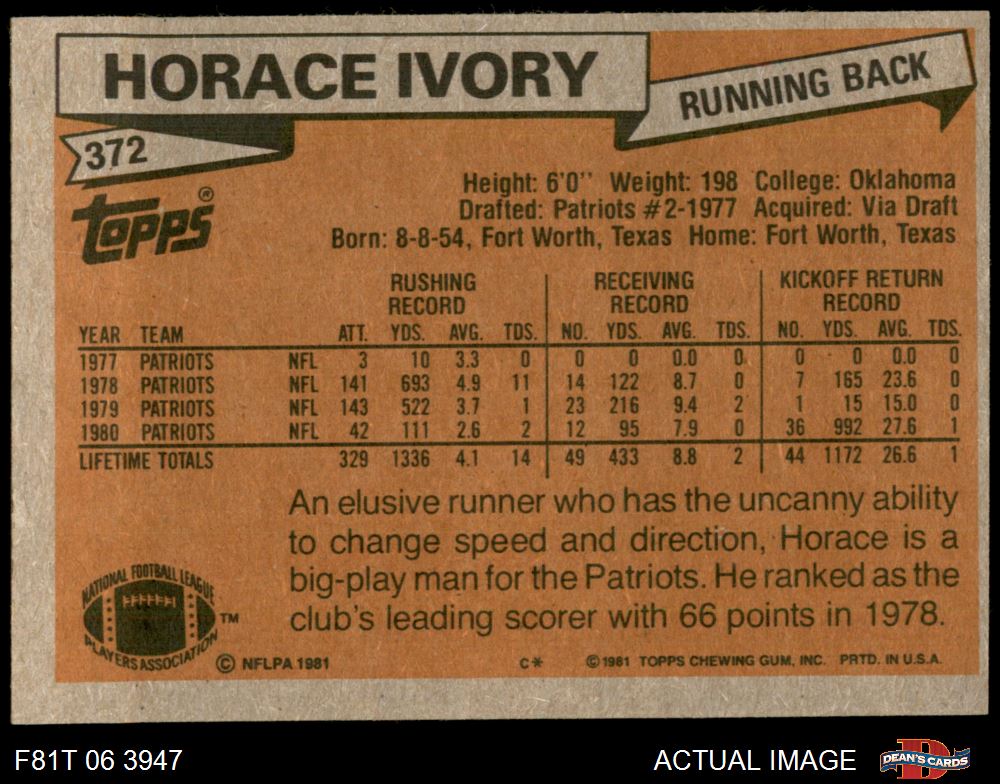 HORACE IVORY
RUNNING BACK
372
Topps®
Height: 6'0" Weight: 198 College: Oklahoma
Drafted: Patriots #2-1977 Acquired: Via Draft
Born: 8-8-54, Fort Worth, Texas Home: Fort Worth, Texas
RUSHING RECORD RECEIVING RECORD KICKOFF RETURN RECORD
YEAR TEAM ATT. YDS. AVG. TDS. NO. YDS. AVG. TDS. NO. YDS. AVG. TDS.
1977 PATRIOTS NFL 3 10 3.3 0 0 0 0.0 0 0 0 0.0 0
1978 PATRIOTS NFL 141 693 4.9 11 14 122 8.7 0 7 165 23.6 0
1979 PATRIOTS NFL 143 522 3.7 1 23 216 9.4 2 1 15 15.0 0
1980 PATRIOTS NFL 42 111 2.6 2 12 95 7.9 0 36 992 27.6 1
LIFETIME TOTALS 329 1336 4.1 14 49 433 8.8 2 44 1172 26.6 1
An elusive runner who has the uncanny ability
to change speed and direction, Horace is a
big-play man for the Patriots. He ranked as the
club's leading scorer with 66 points in 1978.
NATIONAL FOOTBALL LEAGUE
PLAYERS ASSOCIATION
TM
© NFLPA 1981 C* © 1981 TOPPS CHEWING GUM, INC. PRTD. IN U.S.A.
F81T 06 3947 ACTUAL IMAGE DEAN'S CARDS